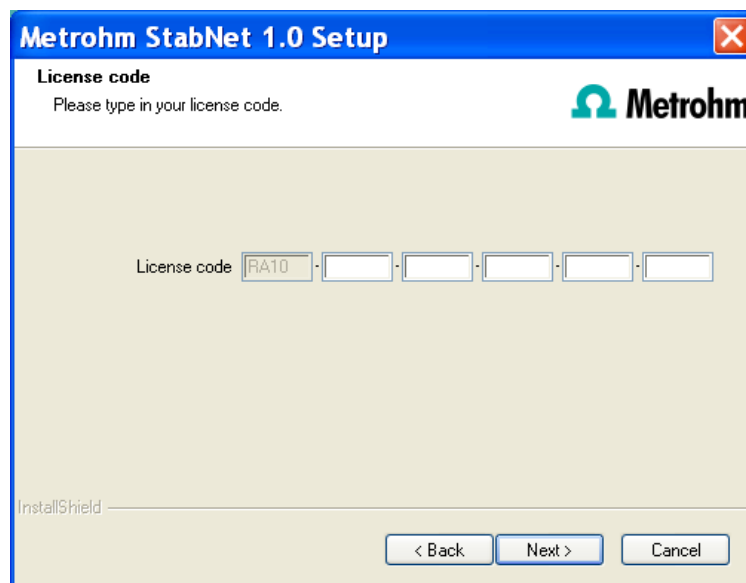 Metrohm StabNet 1.0 Setup
License code
Please type in your license code.
Metrohm
License code RA10 - - - - -
InstallShield
< Back Next > Cancel